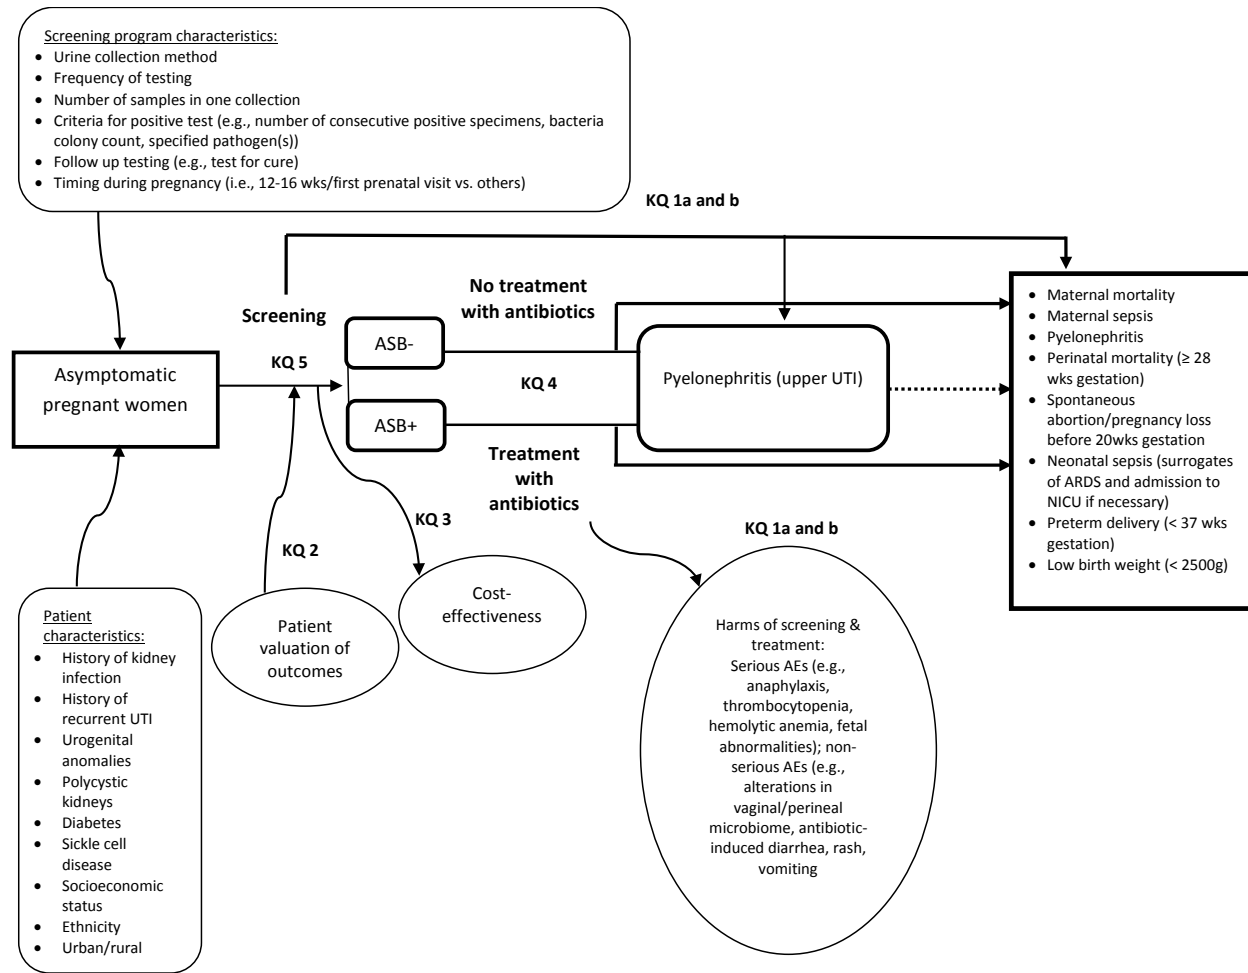 Screening program characteristics:
• Urine collection method
• Frequency of testing
• Number of samples in one collection
• Criteria for positive test (e.g., number of consecutive positive specimens, bacteria
colony count, specified pathogen(s))
• Follow up testing (e.g., test for cure)
• Timing during pregnancy (i.e., 12-16 wks/first prenatal visit vs. others)
KQ 1a and b
Screening
No treatment
with antibiotics
KQ 5
ASB-
KQ 4
ASB+
Asymptomatic
pregnant women
Pyelonephritis (upper UTI)
Treatment
with
antibiotics
• Maternal mortality
• Maternal sepsis
• Pyelonephritis
• Perinatal mortality (≥ 28
wks gestation)
• Spontaneous
abortion/pregnancy loss
before 20wks gestation
• Neonatal sepsis (surrogates
of ARDS and admission to
NICU if necessary)
• Preterm delivery (< 37 wks
gestation)
• Low birth weight (< 2500g)
KQ 2
KQ 3
KQ 1a and b
Patient
characteristics:
• History of kidney
infection
• History of
recurrent UTI
• Urogenital
anomalies
• Polycystic
kidneys
• Diabetes
• Sickle cell
disease
• Socioeconomic
status
• Ethnicity
• Urban/rural
Patient
valuation of
outcomes
Cost-
effectiveness
Harms of screening &
treatment:
Serious AEs (e.g.,
anaphylaxis,
thrombocytopenia,
hemolytic anemia, fetal
abnormalities); non-
serious AEs (e.g.,
alterations in
vaginal/perineal
microbiome, antibiotic-
induced diarrhea, rash,
vomiting